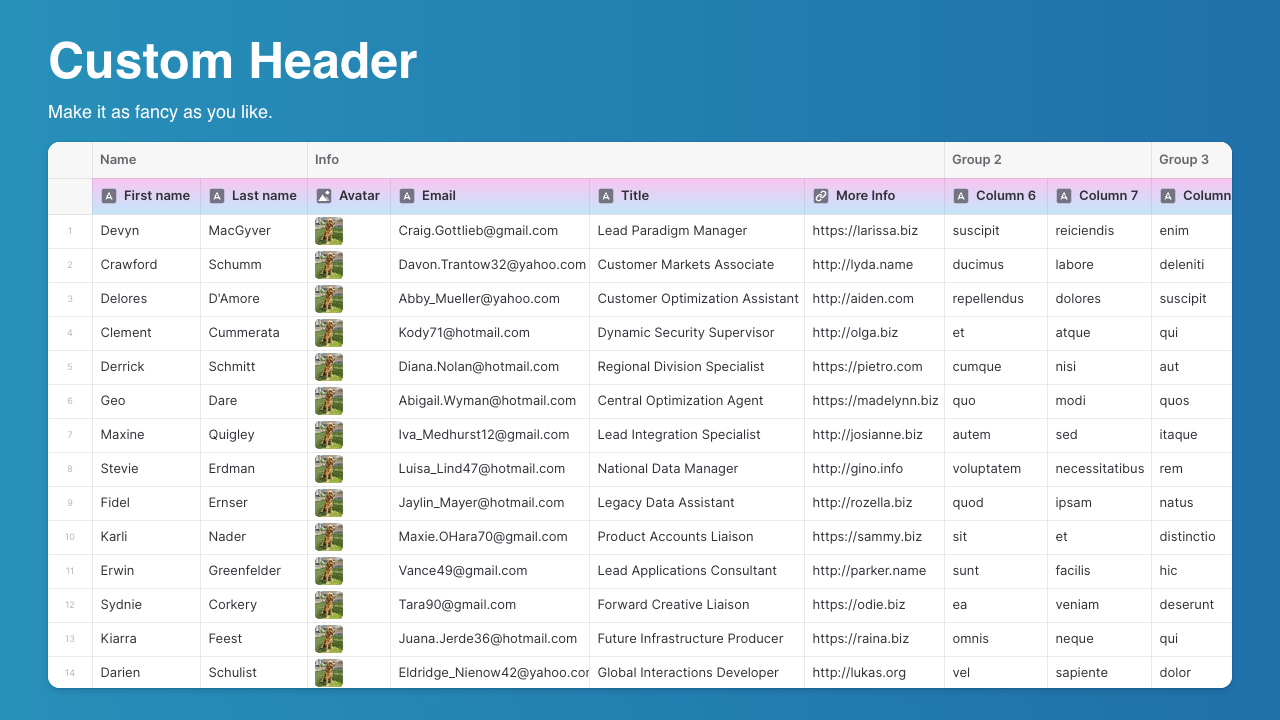 Custom Header
Make it as fancy as you like.
Name Info Group 2 Group 3
First name Last name Avatar Email Title More Info Column 6 Column 7 Column
1 Devyn MacGyver Craig.Gottlieb@gmail.com Lead Paradigm Manager https://larissa.biz suscipit reiciendis enim
2 Crawford Schumm Davon.Trantow32@yahoo.com Customer Markets Associate http://lyda.name ducimus labore deleniti
3 Delores D'Amore Abby_Mueller@yahoo.com Customer Optimization Assistant http://aiden.com repellendus dolores suscipit
4 Clement Cummerata Kody71@hotmail.com Dynamic Security Supervisor http://olga.biz et atque qui
5 Derrick Schmitt Diana.Nolan@hotmail.com Regional Division Specialist https://pietro.com cumque nisi aut
6 Geo Dare Abigail.Wyman@hotmail.com Central Optimization Agent https://madelynn.biz quo modi quos
7 Maxine Quigley Iva_Medhurst12@gmail.com Lead Integration Specialist http://josianne.biz autem sed itaque
8 Stevie Erdman Luisa_Lind47@hotmail.com National Data Manager http://gino.info voluptatem necessitatibus rem
9 Fidel Ernser Jaylin_Mayer@hotmail.com Legacy Data Assistant http://rozella.biz quod ipsam natus
10 Karli Nader Maxie.OHara70@gmail.com Product Accounts Liaison https://sammy.biz sit et distinctio
11 Erwin Greenfelder Vance49@gmail.com Lead Applications Consultant http://parker.name sunt facilis hic
12 Sydnie Corkery Tara90@gmail.com Forward Creative Liaison https://odie.biz ea veniam deserunt
13 Kiarra Feest Juana.Jerde36@hotmail.com Future Infrastructure Producer https://raina.biz omnis neque qui
14 Darien Schulist Eldridge_Nienow42@yahoo.cor Global Interactions Developer http://lukas.org vel sapiente dolor